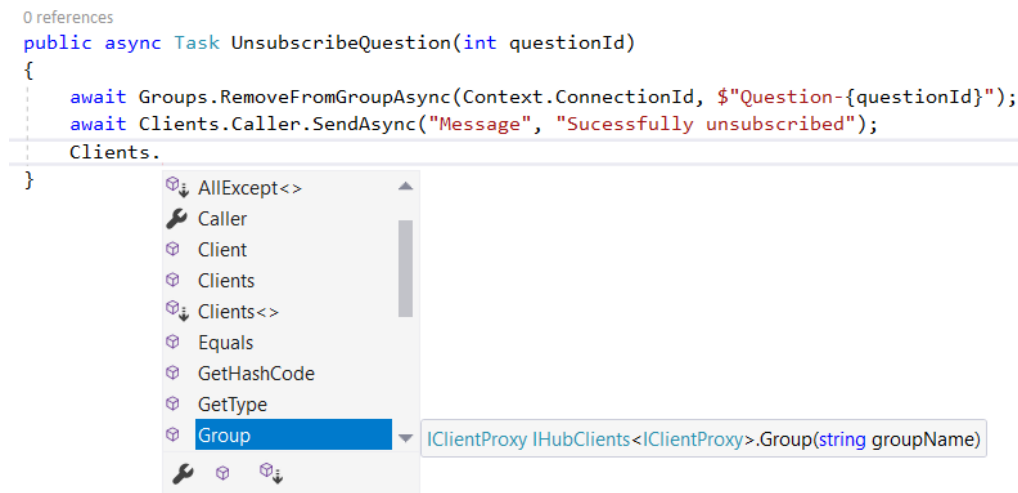 0 references
public async Task UnsubscribeQuestion(int questionId)
{
await Groups.RemoveFromGroupAsync(Context.ConnectionId, $"Question-{questionId}");
await Clients.Caller.SendAsync("Message", "Sucessfully unsubscribed");
Clients.
}
AllExcept<>
Caller
Client
Clients
Clients<>
Equals
GetHashCode
GetType
Group
IClientProxy IHubClients<IClientProxy>.Group(string groupName)